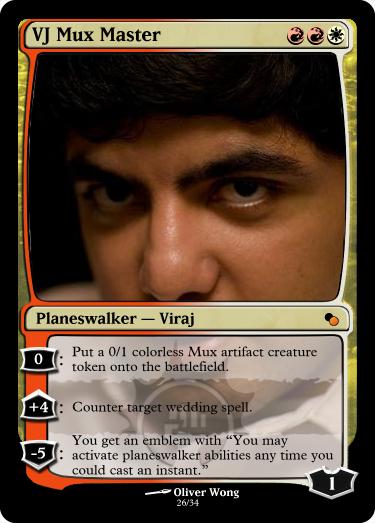 VJ Mux Master
Planeswalker — Viraj
0 : Put a 0/1 colorless Mux artifact creature
token onto the battlefield.
+4 : Counter target wedding spell.
-5 : You get an emblem with “You may
activate planeswalker abilities any time you
could cast an instant.”
1
Oliver Wong
26/34